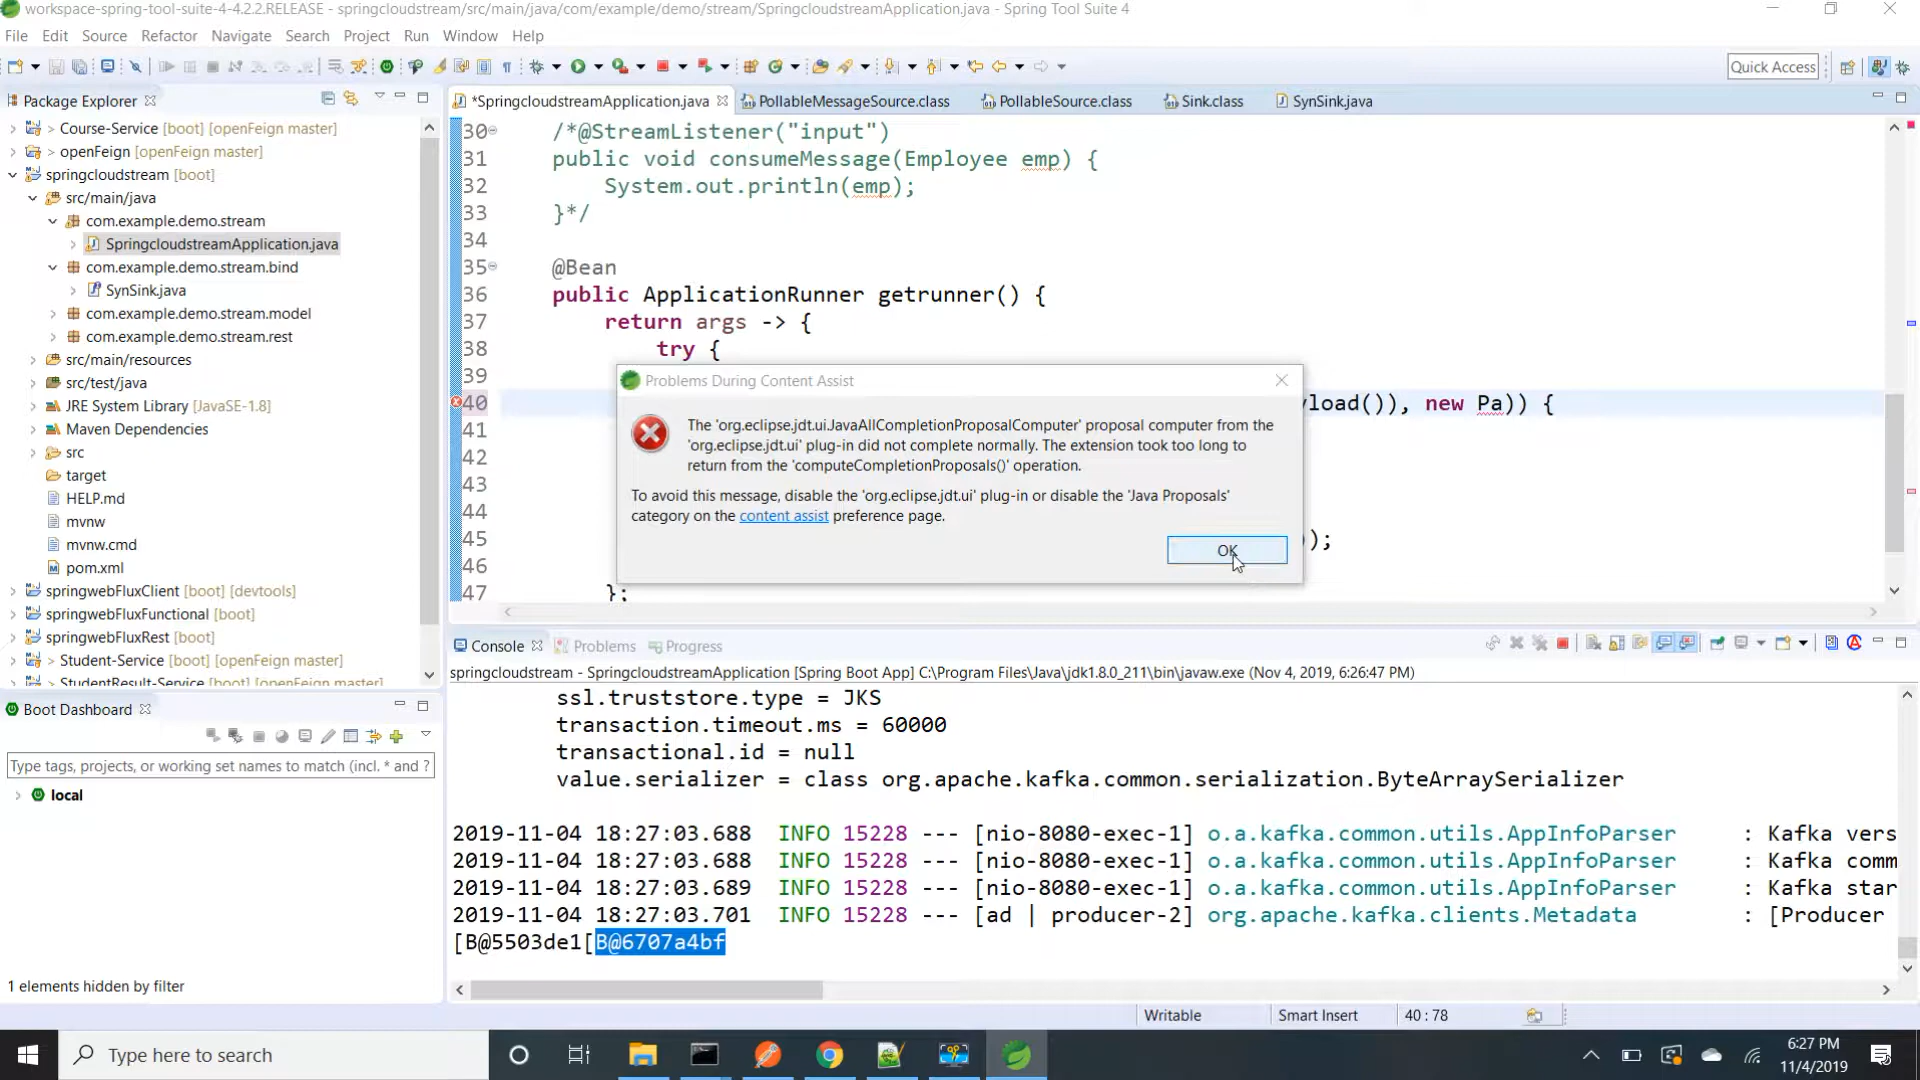 workspace-spring-tool-suite-4-4.2.2.RELEASE - springcloudstream/src/main/java/com/example/demo/stream/SpringcloudstreamApplication.java - Spring Tool Suite 4
File Edit Source Refactor Navigate Search Project Run Window Help
Quick Access
Package Explorer
*SpringcloudstreamApplication.java PollableMessageSource.class PollableSource.class Sink.class SynSink.java
> Course-Service [boot] [openFeign master]
> openFeign [openFeign master]
springcloudstream [boot]
src/main/java
com.example.demo.stream
SpringcloudstreamApplication.java
com.example.demo.stream.bind
SynSink.java
com.example.demo.stream.model
com.example.demo.stream.rest
src/main/resources
src/test/java
JRE System Library [JavaSE-1.8]
Maven Dependencies
src
target
HELP.md
mvnw
mvnw.cmd
pom.xml
springwebFluxClient [boot] [devtools]
springwebFluxFunctional [boot]
springwebFluxRest [boot]
> Student-Service [boot] [openFeign master]
> StudentResult-Service [boot] [openFeign master]
30 /*@StreamListener("input")
31 public void consumeMessage(Employee emp) {
32 System.out.println(emp);
33 }*/
34
35 @Bean
36 public ApplicationRunner getrunner() {
37 return args -> {
38 try {
39
40 yload()), new Pa)) {
41
42
43
44
45 );
46
47 };
Problems During Content Assist
The 'org.eclipse.jdt.ui.JavaAllCompletionProposalComputer' proposal computer from the
'org.eclipse.jdt.ui' plug-in did not complete normally. The extension took too long to
return from the 'computeCompletionProposals()' operation.
To avoid this message, disable the 'org.eclipse.jdt.ui' plug-in or disable the 'Java Proposals'
category on the content assist preference page.
OK
Console Problems Progress
springcloudstream - SpringcloudstreamApplication [Spring Boot App] C:\Program Files\Java\jdk1.8.0_211\bin\javaw.exe (Nov 4, 2019, 6:26:47 PM)
ssl.truststore.type = JKS
transaction.timeout.ms = 60000
transactional.id = null
value.serializer = class org.apache.kafka.common.serialization.ByteArraySerializer
2019-11-04 18:27:03.688 INFO 15228 --- [nio-8080-exec-1] o.a.kafka.common.utils.AppInfoParser : Kafka vers
2019-11-04 18:27:03.688 INFO 15228 --- [nio-8080-exec-1] o.a.kafka.common.utils.AppInfoParser : Kafka comm
2019-11-04 18:27:03.689 INFO 15228 --- [nio-8080-exec-1] o.a.kafka.common.utils.AppInfoParser : Kafka star
2019-11-04 18:27:03.701 INFO 15228 --- [ad | producer-2] org.apache.kafka.clients.Metadata : [Producer
[B@5503de1[B@6707a4bf
Boot Dashboard
Type tags, projects, or working set names to match (incl. * and ?
local
1 elements hidden by filter
Writable Smart Insert 40 : 78
Type here to search
6:27 PM
11/4/2019